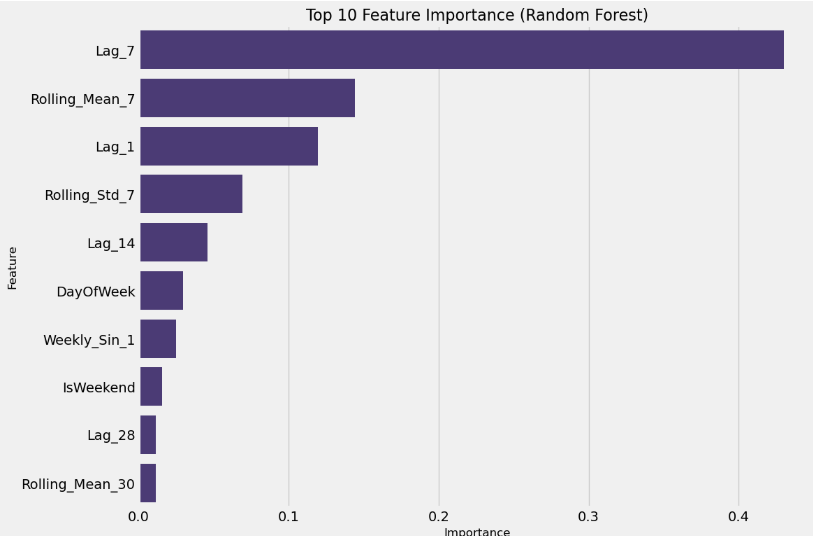 Top 10 Feature Importance (Random Forest)
Lag_7
Rolling_Mean_7
Lag_1
Rolling_Std_7
Lag_14
Feature
DayOfWeek
Weekly_Sin_1
IsWeekend
Lag_28
Rolling_Mean_30
0.0 0.1 0.2 0.3 0.4
Importance